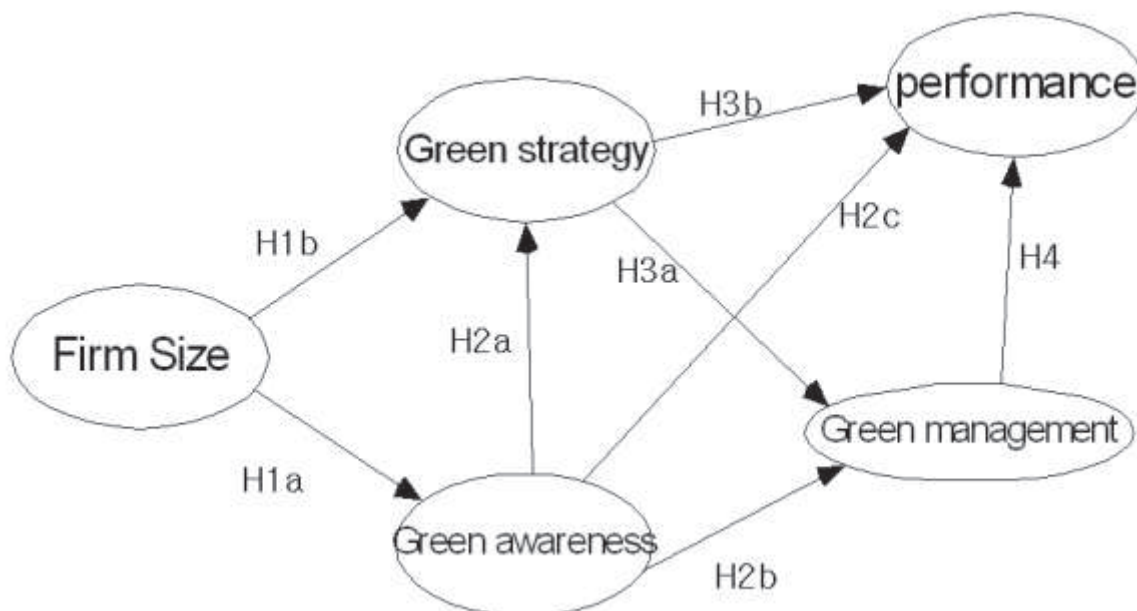 performance
H3b
Green strategy
H2c
H1b
H3a
H4
H2a
Firm Size
Green management
H1a
Green awareness
H2b